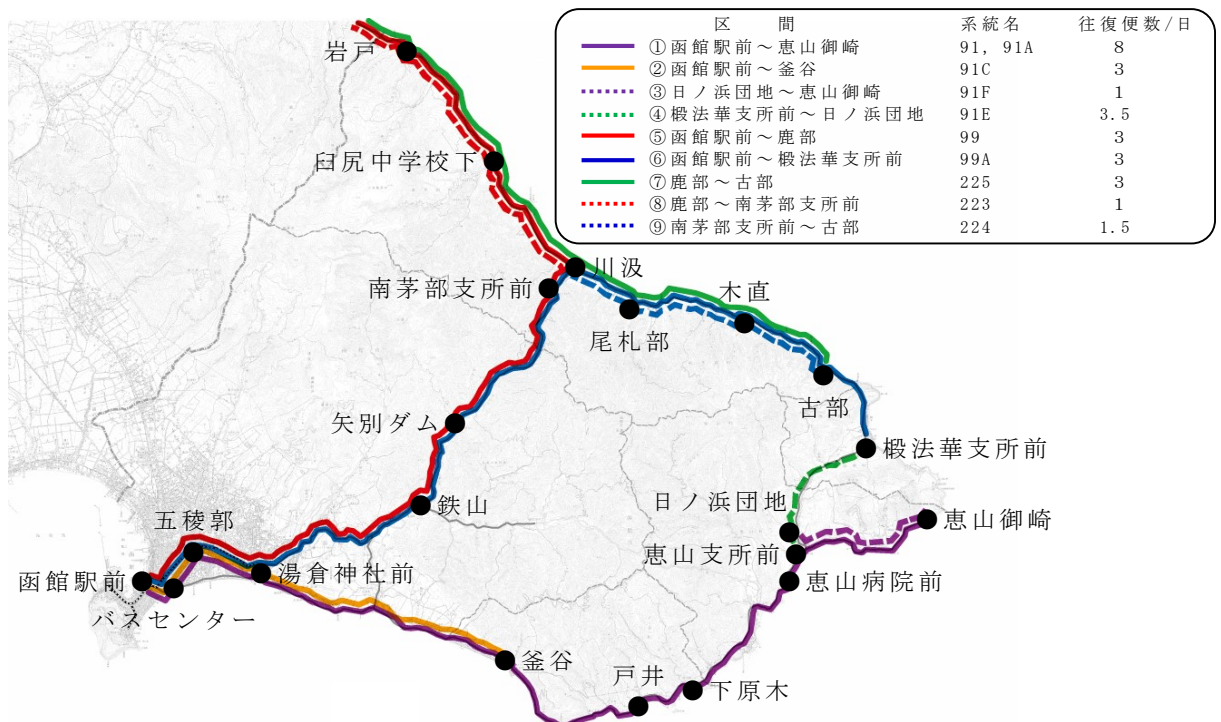 区間 系統名 往復便数/日
①函館駅前～恵山御崎 91, 91A 8
②函館駅前～釜谷 91C 3
③日ノ浜団地～恵山御崎 91F 1
④椴法華支所前～日ノ浜団地 91E 3.5
⑤函館駅前～鹿部 99 3
⑥函館駅前～椴法華支所前 99A 3
⑦鹿部～古部 225 3
⑧鹿部～南茅部支所前 223 1
⑨南茅部支所前～古部 224 1.5
岩戸
臼尻中学校下
川汲
南茅部支所前
木直
尾札部
古部
矢別ダム
椴法華支所前
鉄山
日ノ浜団地
五稜郭
恵山御崎
恵山支所前
湯倉神社前
函館駅前
恵山病院前
バスセンター
釜谷
戸井
下原木